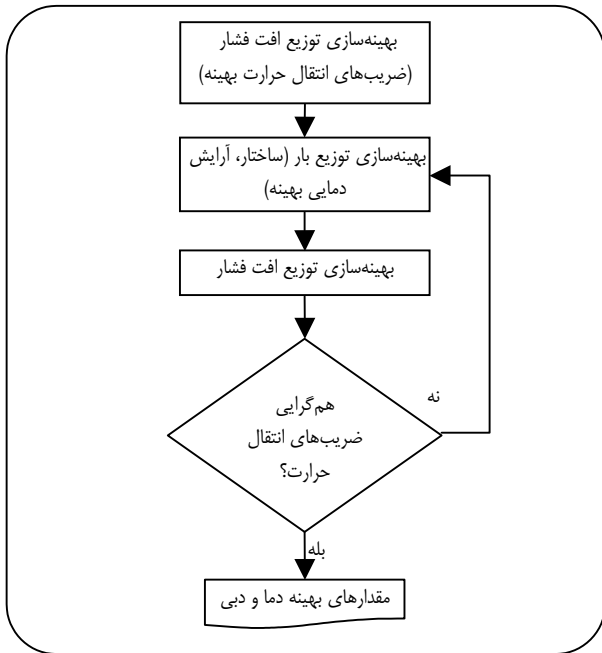 بهینه‌سازی توزیع افت فشار
(ضریب‌های انتقال حرارت بهینه)
بهینه‌سازی توزیع بار (ساختار، آرایش
دمایی بهینه)
بهینه‌سازی توزیع افت فشار
هم‌گرایی
ضریب‌های انتقال
حرارت؟
نه
بله
مقدارهای بهینه دما و دبی